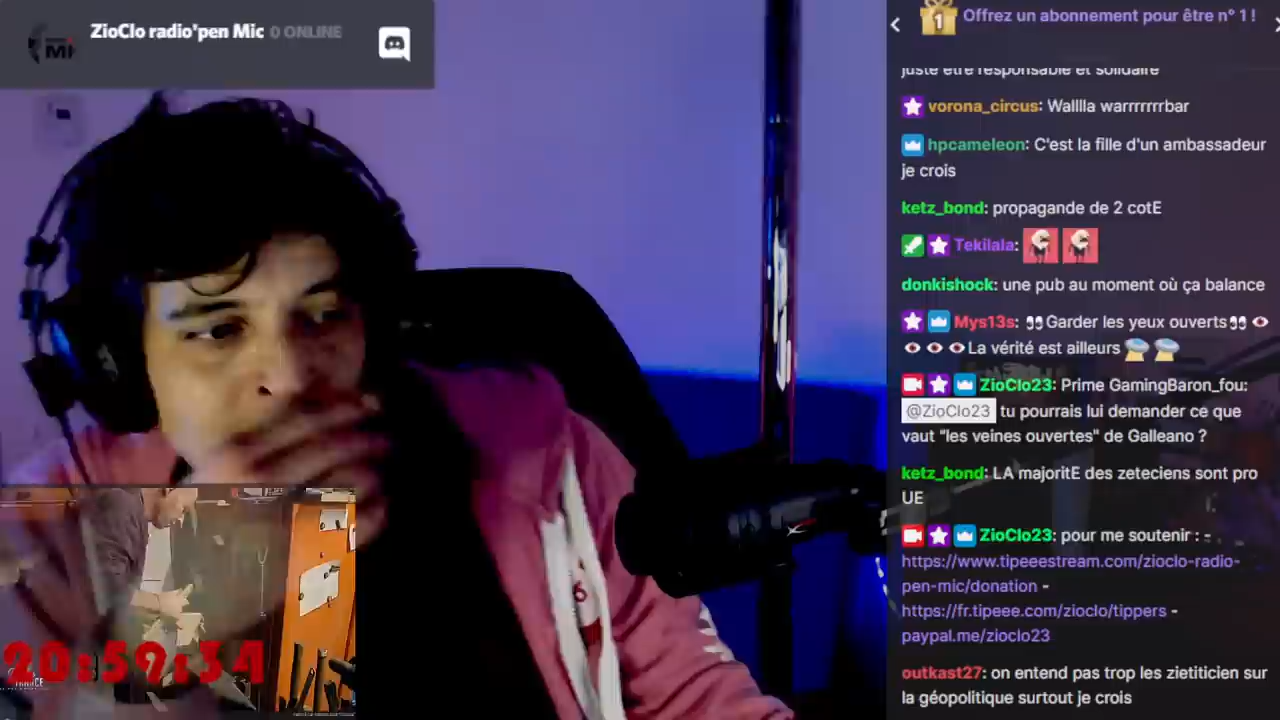 ZioClo radio'pen Mic 0 ONLINE
MI
Offrez un abonnement pour être n° 1 !
1
juste être responsable et solidaire
vorona_circus: Walllla warrrrrrrbar
hpcameleon: C'est la fille d'un ambassadeur
je crois
ketz_bond: propagande de 2 cotE
Tekilala:
donkishock: une pub au moment où ça balance
Mys13s: 👀Garder les yeux ouverts👀 👁
👁 👁 👁La vérité est ailleurs
ZioClo23: Prime GamingBaron_fou:
@ZioClo23 tu pourrais lui demander ce que
vaut "les veines ouvertes" de Galleano ?
ketz_bond: LA majoritE des zeteciens sont pro
UE
ZioClo23: pour me soutenir : -
https://www.tipeeestream.com/zioclo-radio-
pen-mic/donation -
https://fr.tipeee.com/zioclo/tippers -
paypal.me/zioclo23
outkast27: on entend pas trop les zietiticien sur
la géopolitique surtout je crois
20:59:34